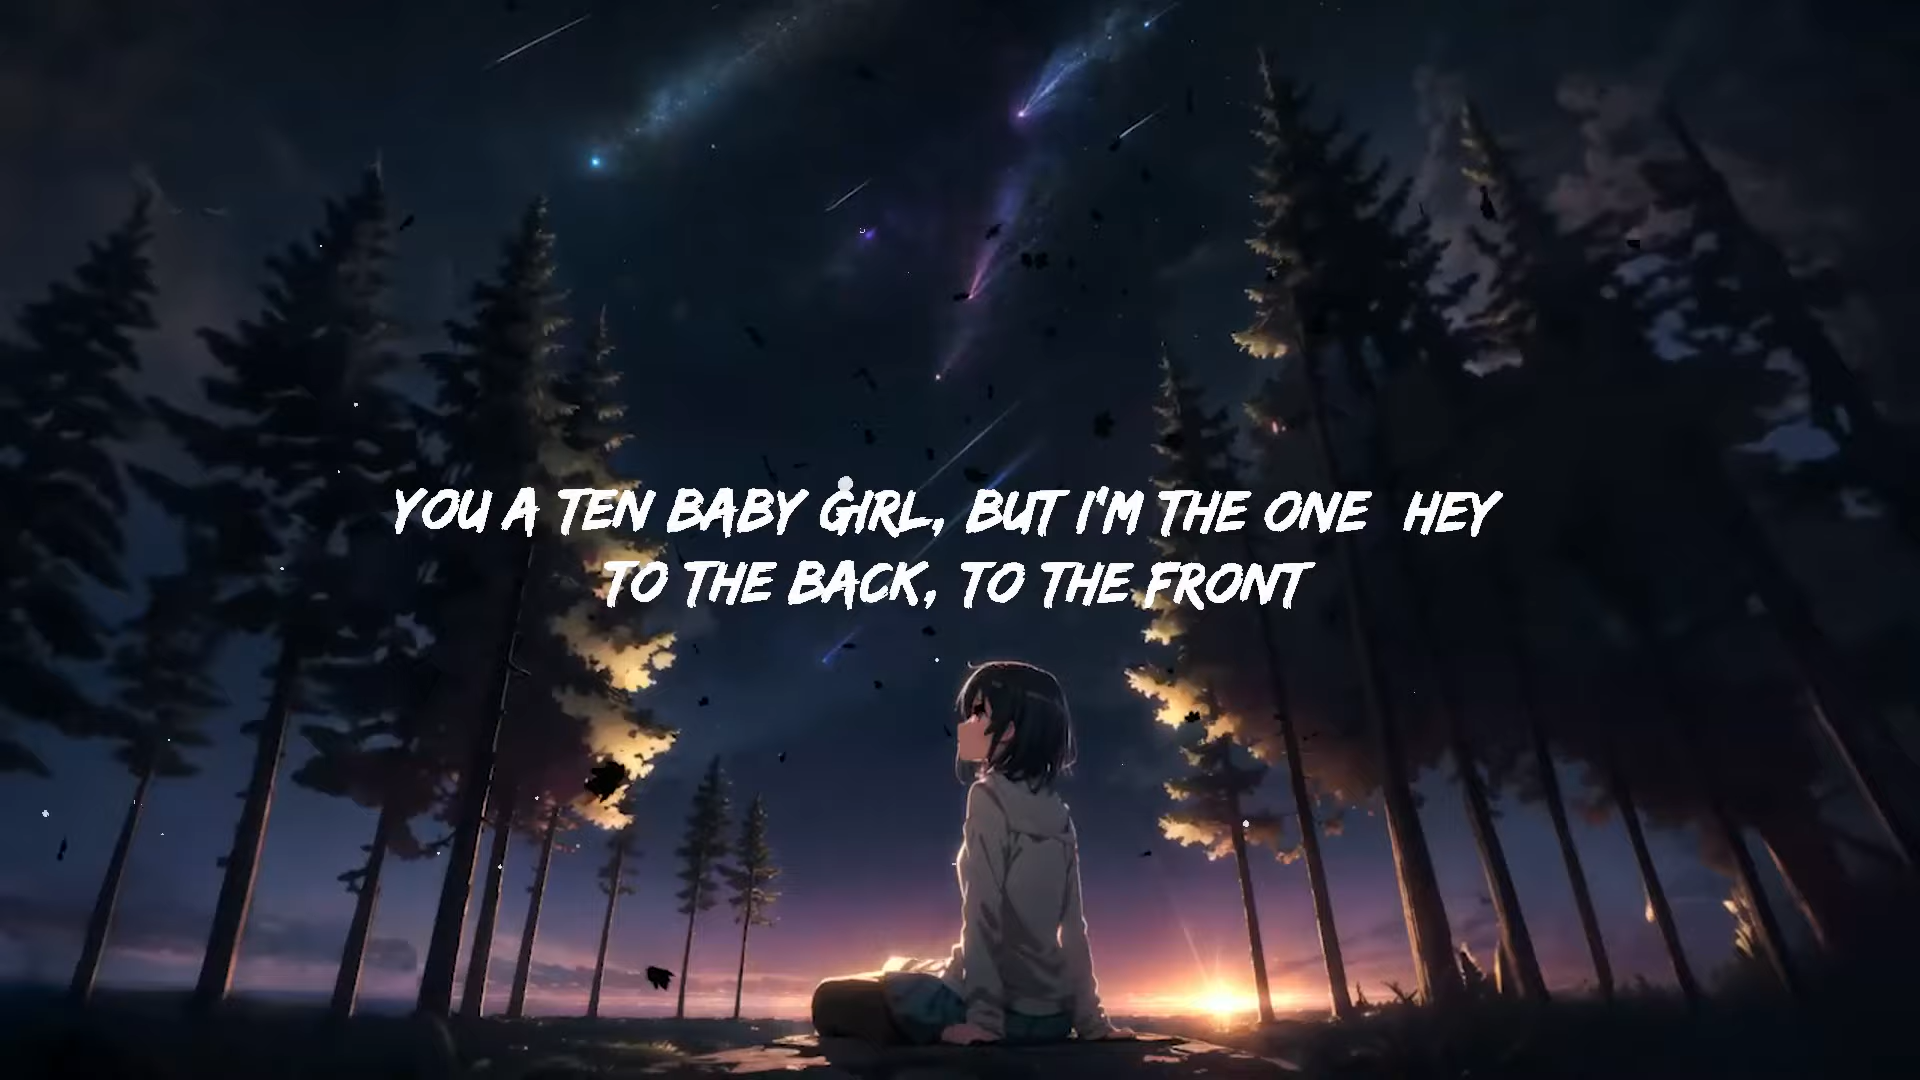 YOU A TEN BABY GIRL, BUT I'M THE ONE  HEY
TO THE BACK, TO THE FRONT